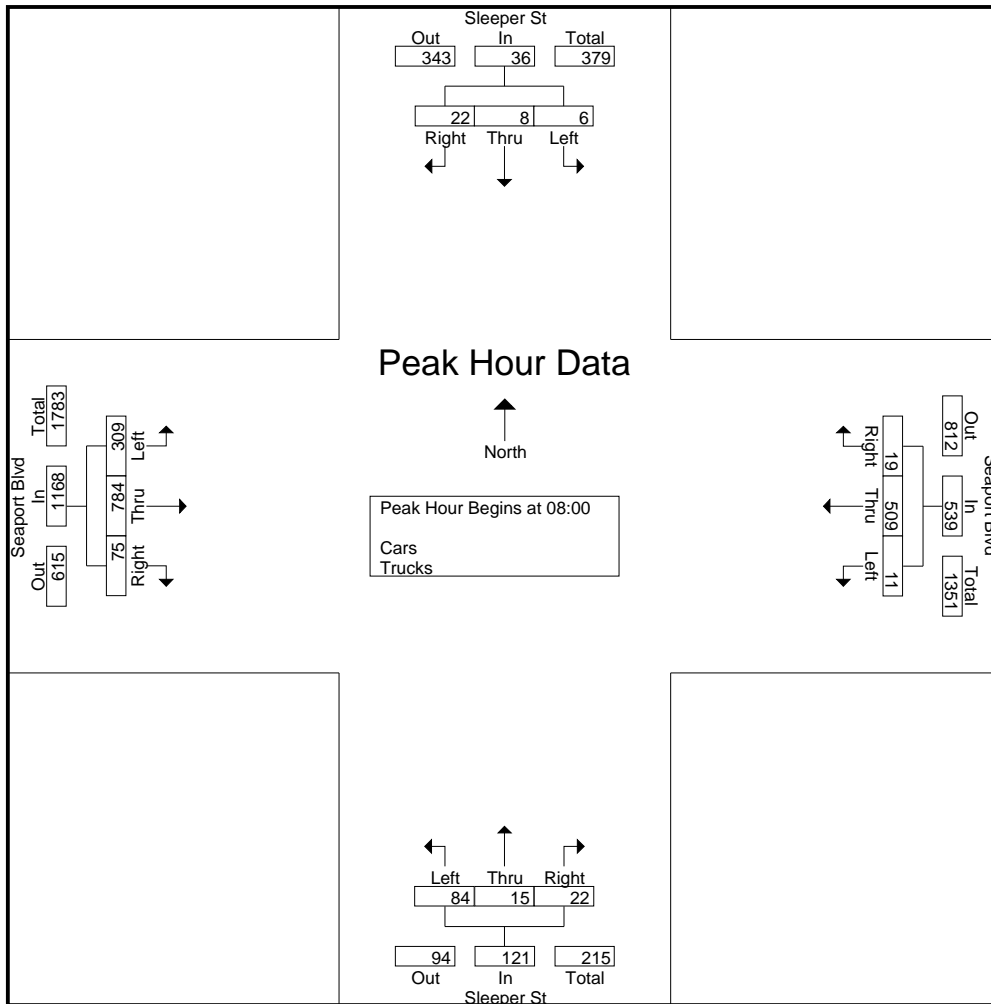 Sleeper St
Out In Total
343 36 379
22 8 6
Right Thru Left
Peak Hour Data
North
Peak Hour Begins at 08:00
Cars
Trucks
Seaport Blvd
Out In Total
615 1168 1783
75 784 309
Right Thru Left
Seaport Blvd
Out In Total
812 539 1351
19 509 11
Right Thru Left
Left Thru Right
84 15 22
94 121 215
Out In Total
Sleeper St